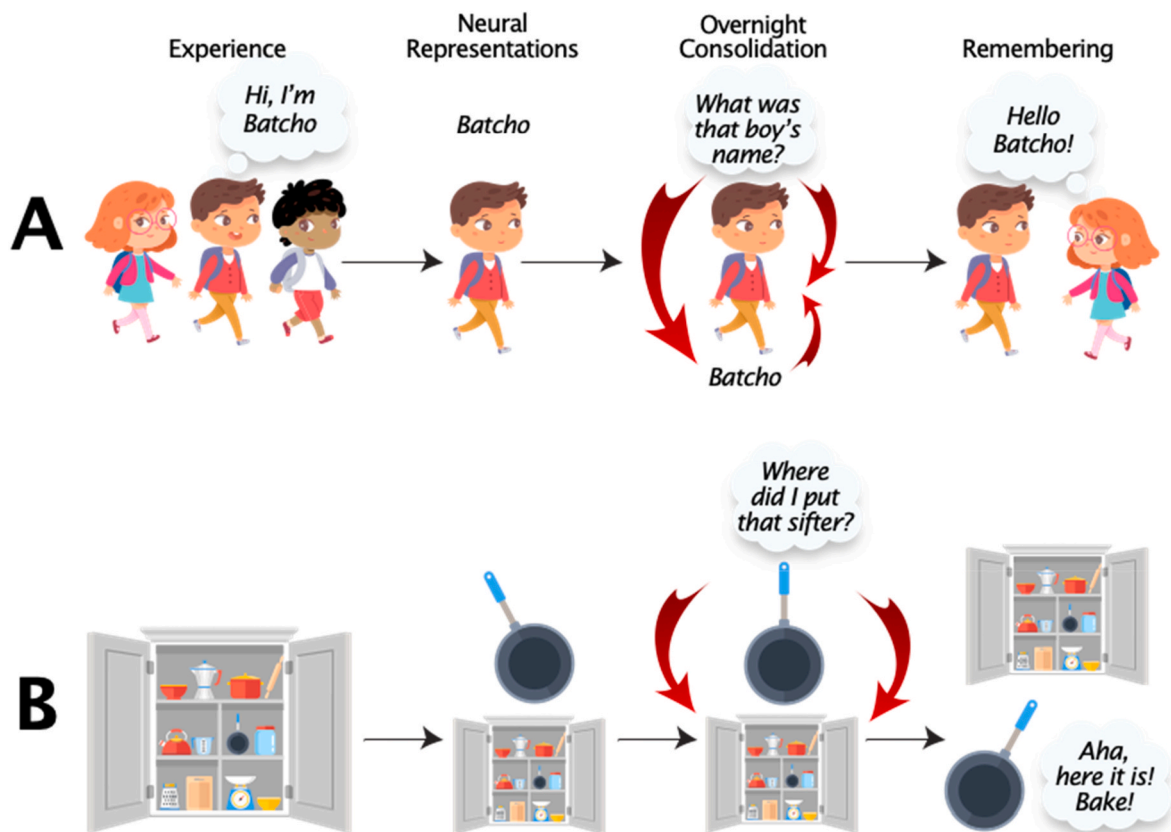 Experience
Neural
Representations
Overnight
Consolidation
Remembering
A
Hi, I'm
Batcho
Batcho
What was
that boy's
name?
Batcho
Hello
Batcho!
B
Where
did I put
that sifter?
Aha,
here it is!
Bake!